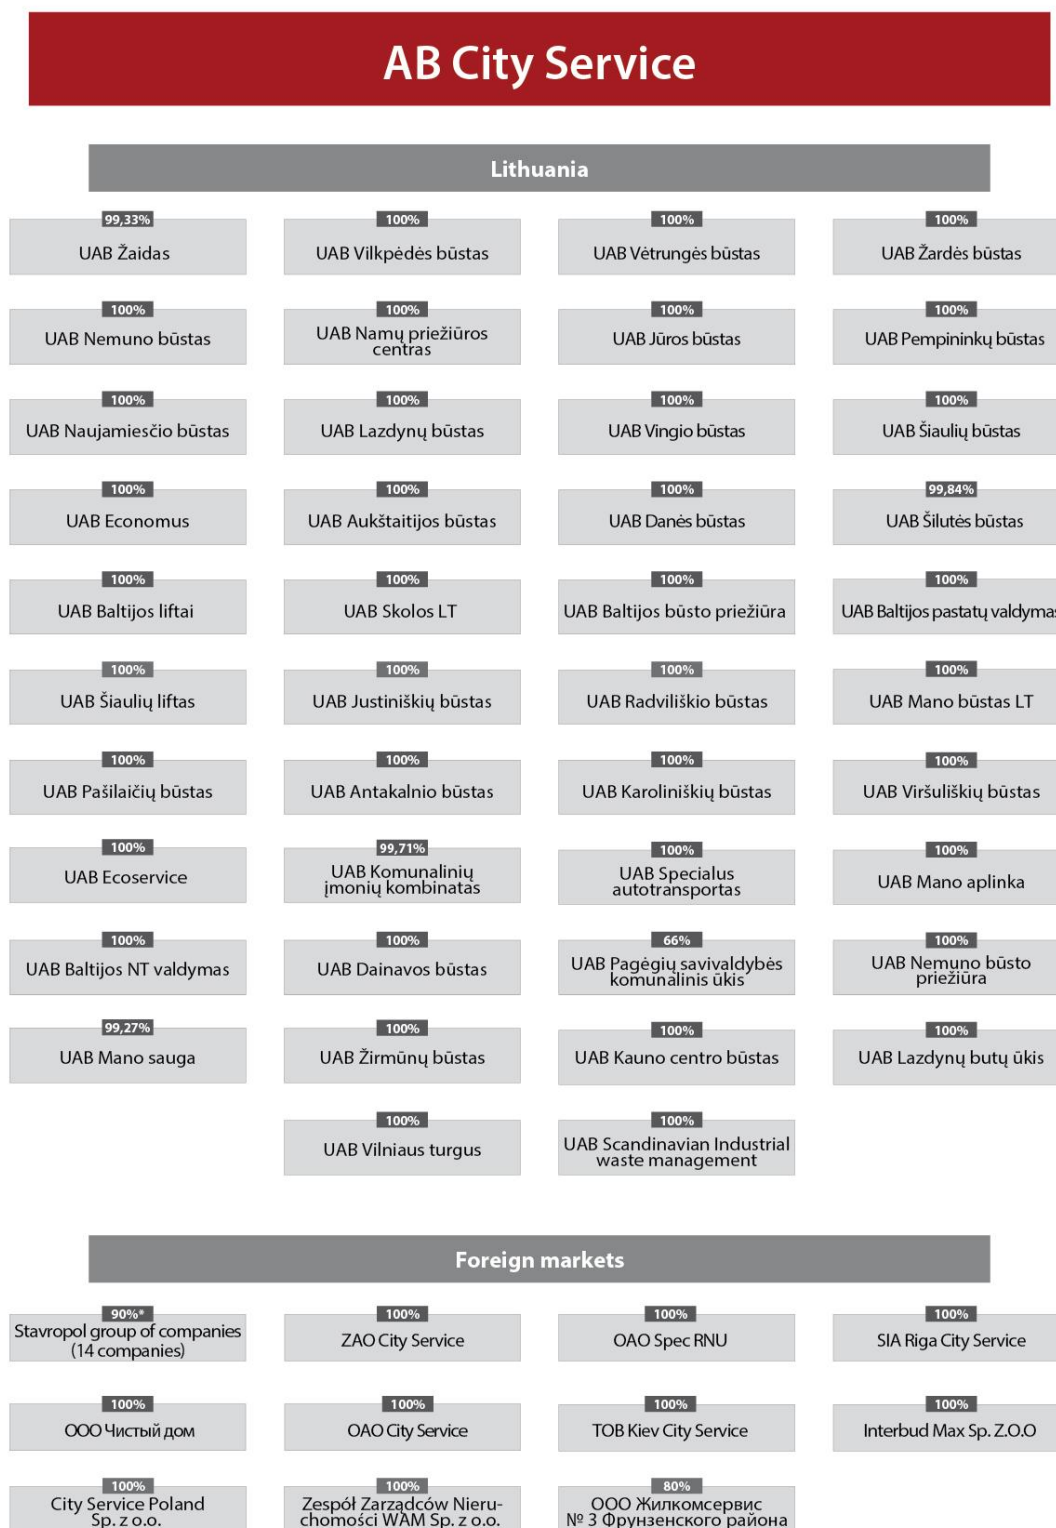 AB City Service
Lithuania
99,33%
UAB Žaidas
100%
UAB Vilkpėdės būstas
100%
UAB Vėtrungės būstas
100%
UAB Žardės būstas
100%
UAB Nemuno būstas
100%
UAB Namų priežiūros
centras
100%
UAB Jūros būstas
100%
UAB Pempininkų būstas
100%
UAB Naujamiesčio būstas
100%
UAB Lazdynų būstas
100%
UAB Vingio būstas
100%
UAB Šiaulių būstas
100%
UAB Economus
100%
UAB Aukštaitijos būstas
100%
UAB Danės būstas
99,84%
UAB Šilutės būstas
100%
UAB Baltijos liftai
100%
UAB Skolos LT
100%
UAB Baltijos būsto priežiūra
100%
UAB Baltijos pastatų valdymas
100%
UAB Šiaulių liftas
100%
UAB Justiniškių būstas
100%
UAB Radviliškio būstas
100%
UAB Mano būstas LT
100%
UAB Pašilaičių būstas
100%
UAB Antakalnio būstas
100%
UAB Karoliniškių būstas
100%
UAB Viršuliškių būstas
100%
UAB Ecoservice
99,71%
UAB Komunalinių
įmonių kombinatas
100%
UAB Specialus
autotransportas
100%
UAB Mano aplinka
100%
UAB Baltijos NT valdymas
100%
UAB Dainavos būstas
66%
UAB Pagėgių savivaldybės
komunalinis ūkis
100%
UAB Nemuno būsto
priežiūra
99,27%
UAB Mano sauga
100%
UAB Žirmūnų būstas
100%
UAB Kauno centro būstas
100%
UAB Lazdynų butų ūkis
100%
UAB Vilniaus turgus
100%
UAB Scandinavian Industrial
waste management
Foreign markets
90%*
Stavropol group of companies
(14 companies)
100%
ZAO City Service
100%
OAO Spec RNU
100%
SIA Riga City Service
100%
ООО Чистый дом
100%
OAO City Service
100%
TOB Kiev City Service
100%
Interbud Max Sp. Z.O.O
100%
City Service Poland
Sp. z o.o.
100%
Zespół Zarządców Nieru-
chomości WAM Sp. z o.o.
80%
ООО Жилкомсервис
№ 3 Фрунзенского района